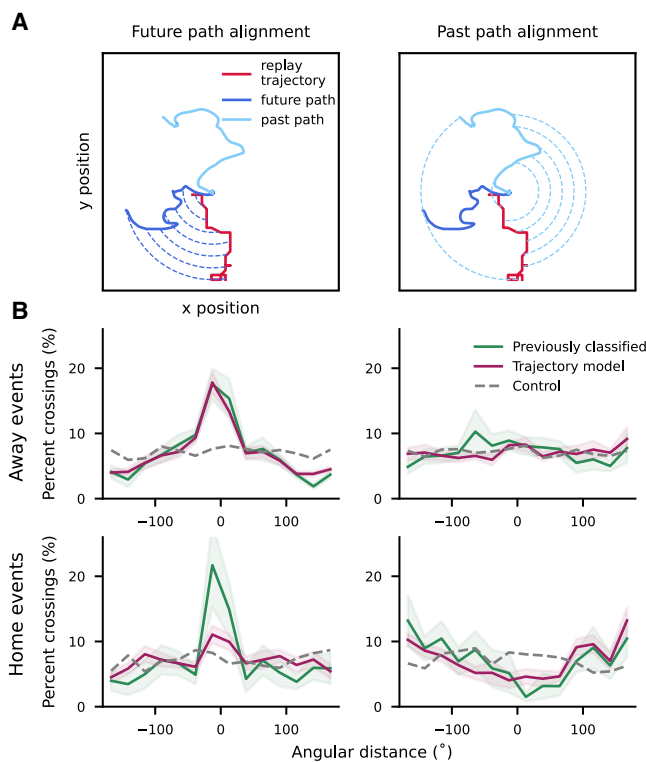 A
Future path alignment
Past path alignment
replay
trajectory
future path
past path
y position
x position
B
Away events
Percent crossings (%)
20
10
0
−100
0
100
Previously classified
Trajectory model
Control
20
10
0
−100
0
100
Home events
Percent crossings (%)
20
10
0
−100
0
100
20
10
0
−100
0
100
Angular distance (˚)